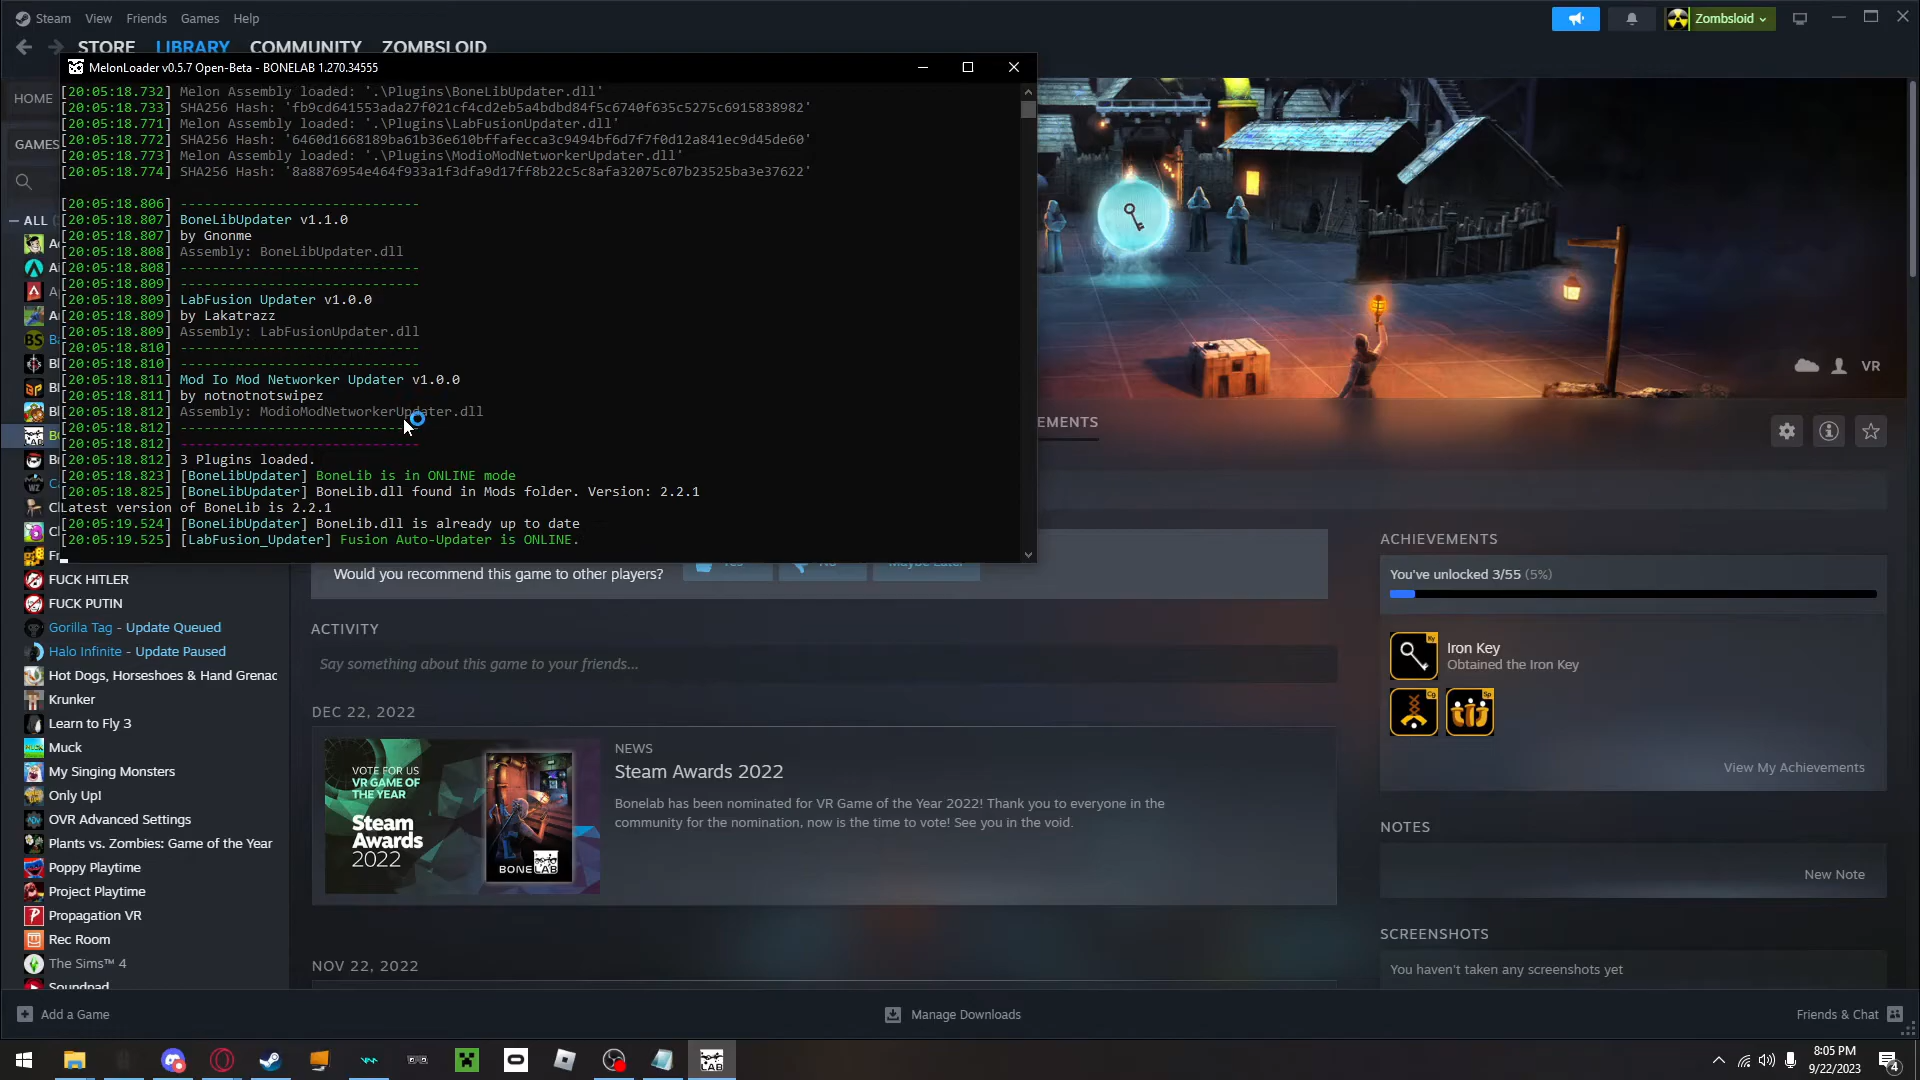 Steam View Friends Games Help
Zombsloid
STORE LIBRARY COMMUNITY ZOMBSLOID
MelonLoader v0.5.7 Open-Beta - BONELAB 1.270.34555
HOME
GAMES
ALL
[20:05:18.732] Melon Assembly loaded: '.\Plugins\BoneLibUpdater.dll'
[20:05:18.733] SHA256 Hash: 'fb9cd641553ada27f021cf4cd2eb5a4bdbd84f5c6740f635c5275c6915838982'
[20:05:18.771] Melon Assembly loaded: '.\Plugins\LabFusionUpdater.dll'
[20:05:18.772] SHA256 Hash: '6460d1668189ba61b36e610bffafecca3c9494bf6d7f7f0d12a841ec9d45de60'
[20:05:18.773] Melon Assembly loaded: '.\Plugins\ModioModNetworkerUpdater.dll'
[20:05:18.774] SHA256 Hash: '8a8876954e464f933a1f3dfa9d17ff8b22c5c8afa32075c07b23525ba3e37622'
[20:05:18.806] ------------------------------
[20:05:18.807] BoneLibUpdater v1.1.0
[20:05:18.807] by Gnonme
[20:05:18.808] Assembly: BoneLibUpdater.dll
[20:05:18.808] ------------------------------
[20:05:18.809] ------------------------------
[20:05:18.809] LabFusion Updater v1.0.0
[20:05:18.809] by Lakatrazz
[20:05:18.809] Assembly: LabFusionUpdater.dll
[20:05:18.810] ------------------------------
[20:05:18.810] ------------------------------
[20:05:18.811] Mod Io Mod Networker Updater v1.0.0
[20:05:18.811] by notnotnotswipez
[20:05:18.812] Assembly: ModioModNetworkerUpdater.dll
[20:05:18.812] ------------------------------
[20:05:18.812] ------------------------------
[20:05:18.812] 3 Plugins loaded.
[20:05:18.823] [BoneLibUpdater] BoneLib is in ONLINE mode
[20:05:18.825] [BoneLibUpdater] BoneLib.dll found in Mods folder. Version: 2.2.1
Latest version of BoneLib is 2.2.1
[20:05:19.524] [BoneLibUpdater] BoneLib.dll is already up to date
[20:05:19.525] [LabFusion_Updater] Fusion Auto-Updater is ONLINE.
FUCK HITLER
FUCK PUTIN
Gorilla Tag - Update Queued
Halo Infinite - Update Paused
Hot Dogs, Horseshoes & Hand Grenac
Krunker
Learn to Fly 3
Muck
My Singing Monsters
Only Up!
OVR Advanced Settings
Plants vs. Zombies: Game of the Year
Poppy Playtime
Project Playtime
Propagation VR
Rec Room
The Sims™ 4
Soundpad
VR
EMENTS
Would you recommend this game to other players? Yes No Maybe Later
ACTIVITY
Say something about this game to your friends...
DEC 22, 2022
VOTE FOR US
VR GAME OF
THE YEAR
Steam
Awards
2022
BONELAB
NEWS
Steam Awards 2022
Bonelab has been nominated for VR Game of the Year 2022! Thank you to everyone in the
community for the nomination, now is the time to vote! See you in the void.
NOV 22, 2022
ACHIEVEMENTS
You've unlocked 3/55 (5%)
Iron Key
Obtained the Iron Key
View My Achievements
NOTES
New Note
SCREENSHOTS
You haven't taken any screenshots yet
Add a Game
Manage Downloads
Friends & Chat
8:05 PM
9/22/2023
4